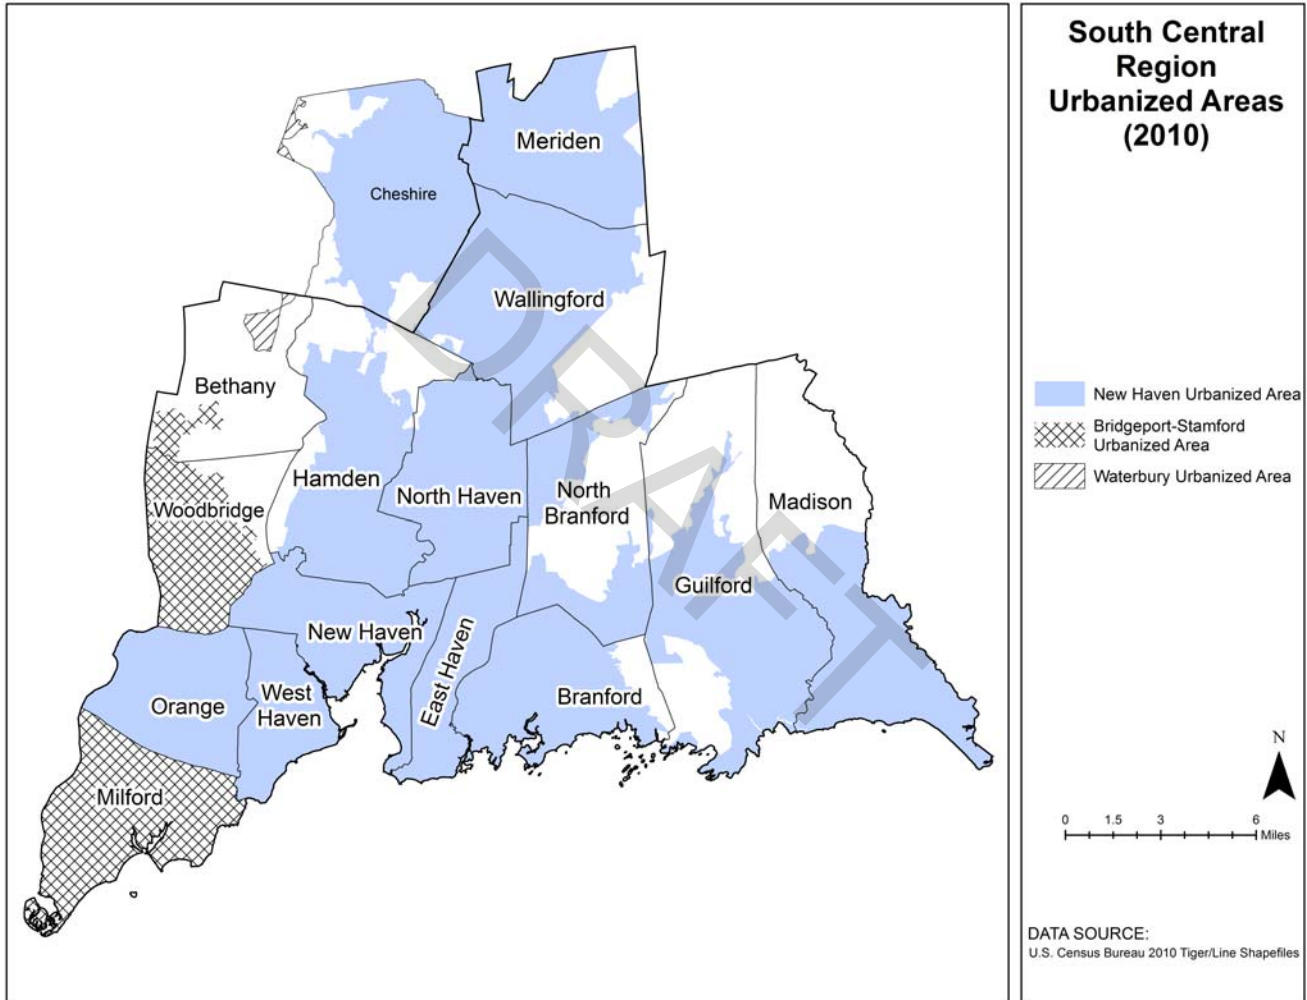 South Central
Region
Urbanized Areas
(2010)
Meriden
Cheshire
Wallingford
Bethany
Hamden
North Haven
North
Branford
Madison
Woodbridge
Guilford
New Haven
East Haven
West
Haven
Orange
Branford
Milford
DRAFT
New Haven Urbanized Area
Bridgeport-Stamford
Urbanized Area
Waterbury Urbanized Area
N
0 1.5 3 6
Miles
DATA SOURCE:
U.S. Census Bureau 2010 Tiger/Line Shapefiles